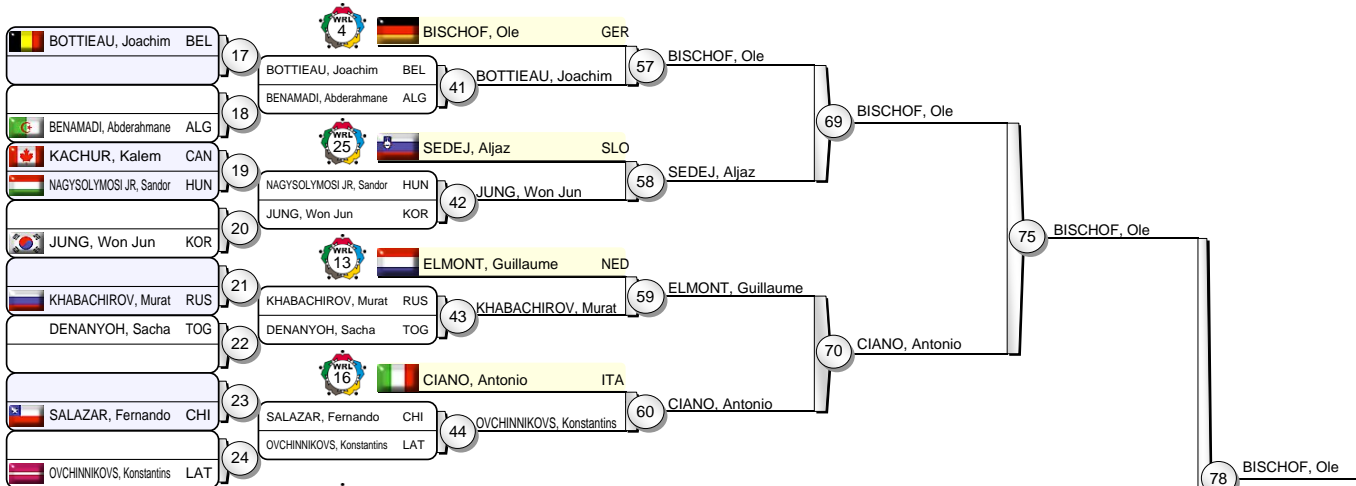 BOTTIEAU, Joachim BEL
17
BENAMADI, Abderahmane ALG
18
KACHUR, Kalem CAN
19
NAGYSOLYMOSI JR, Sandor HUN
JUNG, Won Jun KOR
20
KHABACHIROV, Murat RUS
21
DENANYOH, Sacha TOG
22
SALAZAR, Fernando CHI
23
OVCHINNIKOVS, Konstantins LAT
24
WRL
4
BISCHOF, Ole GER
BOTTIEAU, Joachim BEL
BENAMADI, Abderahmane ALG
41
BOTTIEAU, Joachim
57
WRL
25
SEDEJ, Aljaz SLO
NAGYSOLYMOSI JR, Sandor HUN
JUNG, Won Jun KOR
42
JUNG, Won Jun
58
WRL
13
ELMONT, Guillaume NED
KHABACHIROV, Murat RUS
DENANYOH, Sacha TOG
43
KHABACHIROV, Murat
59
WRL
16
CIANO, Antonio ITA
SALAZAR, Fernando CHI
OVCHINNIKOVS, Konstantins LAT
44
OVCHINNIKOVS, Konstantins
60
BISCHOF, Ole
SEDEJ, Aljaz
69
ELMONT, Guillaume
CIANO, Antonio
70
BISCHOF, Ole
CIANO, Antonio
75
BISCHOF, Ole
78
BISCHOF, Ole